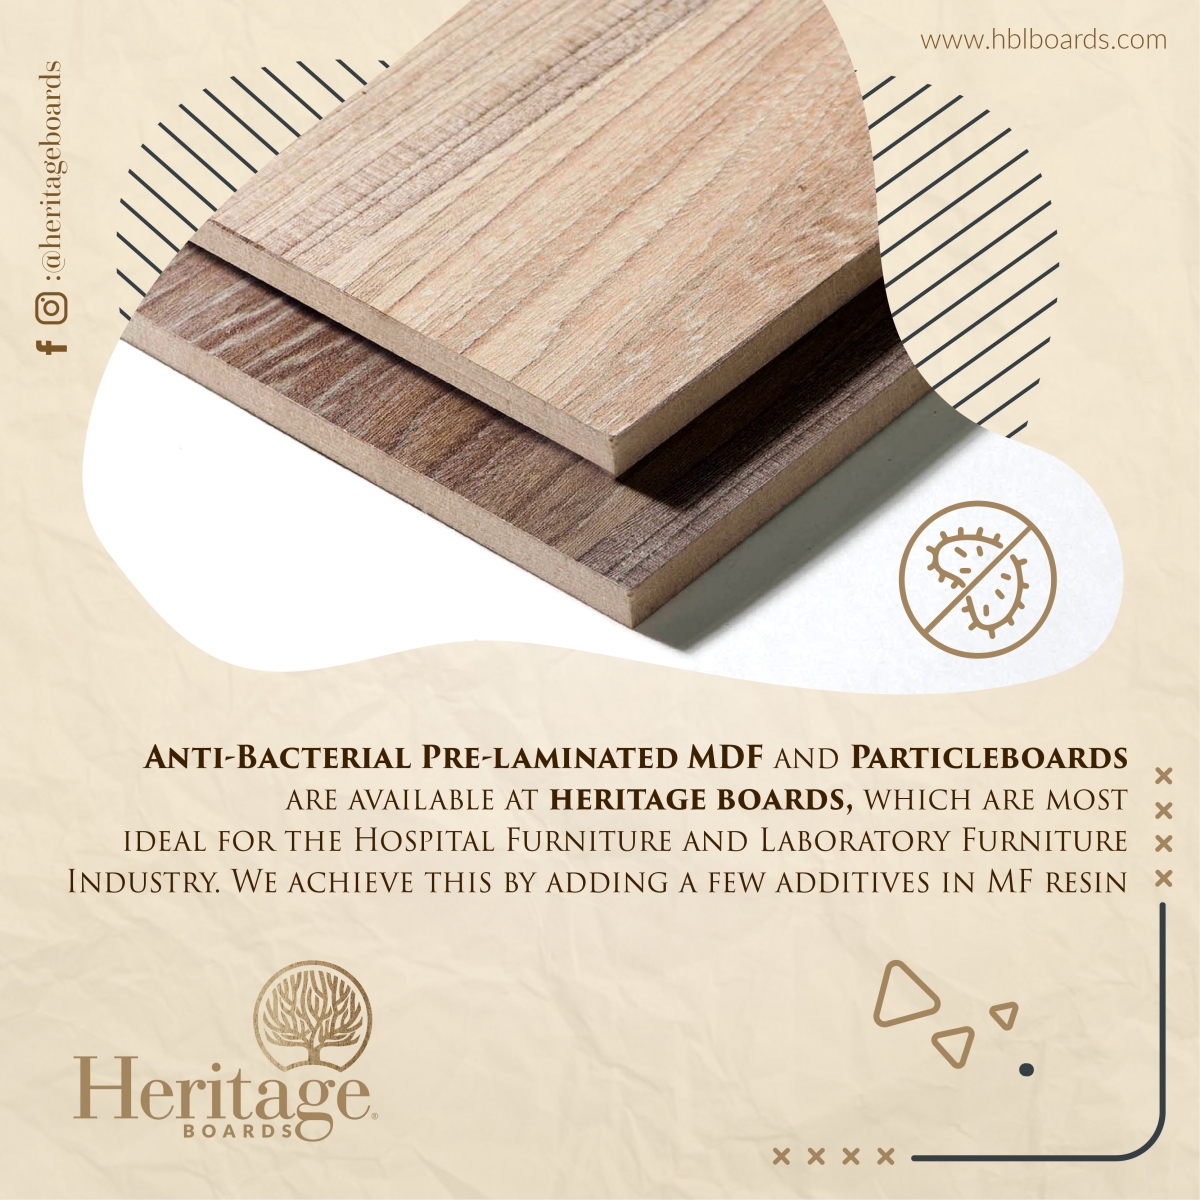 www.hblboards.com
:@heritageboards
Anti-Bacterial Pre-laminated MDF and Particleboards
are available at Heritage Boards, which are most
ideal for the Hospital Furniture and Laboratory Furniture
Industry. We achieve this by adding a few additives in MF resin
Heritage®
BOARDS